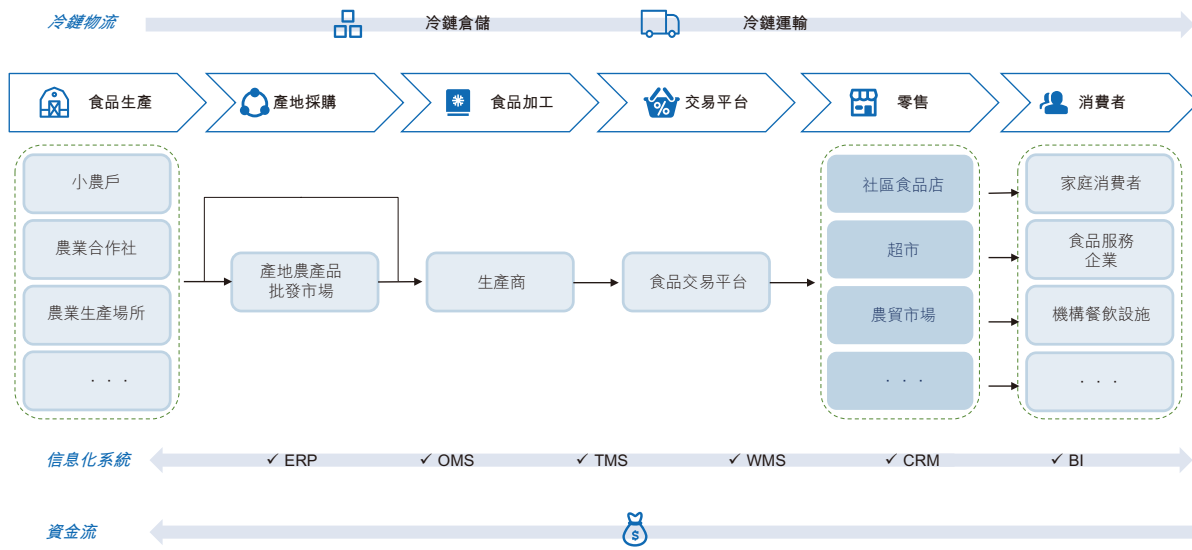 冷鏈物流
冷鏈倉儲
冷鏈運輸
食品生產
產地採購
食品加工
交易平台
零售
消費者
小農戶
農業合作社
農業生產場所
. . .
產地農產品
批發市場
生產商
食品交易平台
社區食品店
超市
農貿市場
. . .
家庭消費者
食品服務
企業
機構餐飲設施
. . .
信息化系統
✓ ERP
✓ OMS
✓ TMS
✓ WMS
✓ CRM
✓ BI
資金流
$